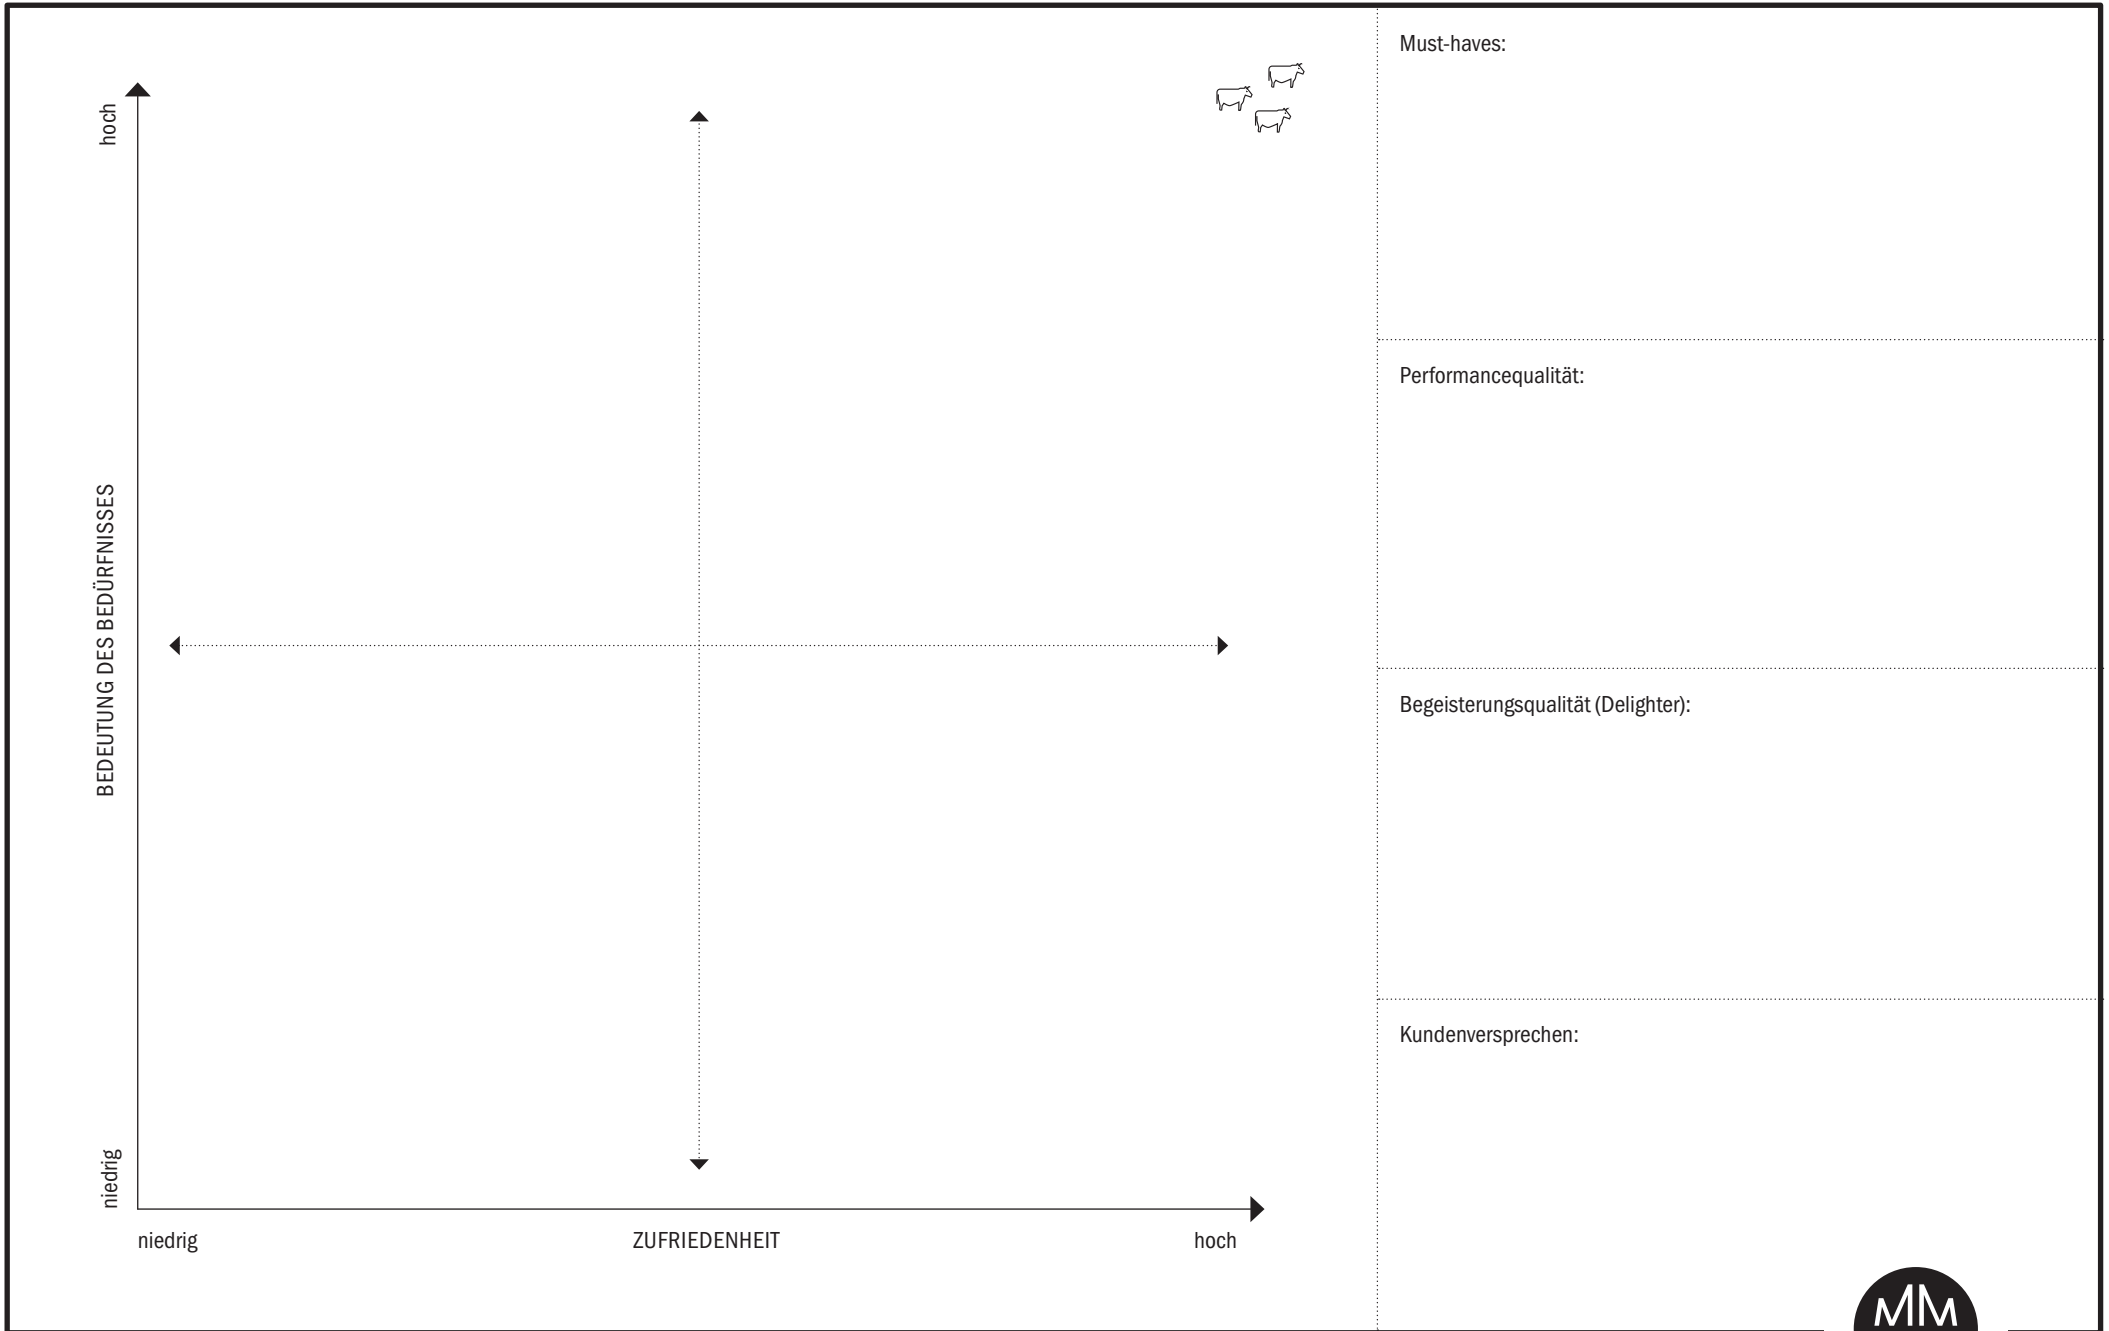 hoch
BEDEUTUNG DES BEDÜRFNISSES
niedrig
niedrig
ZUFRIEDENHEIT
hoch
Must-haves:
Performancequalität:
Begeisterungsqualität (Delighter):
Kundenversprechen:
MM